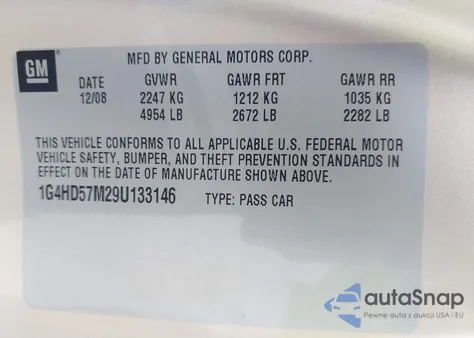 GM
MFD BY GENERAL MOTORS CORP.
DATE GVWR GAWR FRT GAWR RR
12/08 2247 KG 1212 KG 1035 KG
4954 LB 2672 LB 2282 LB
THIS VEHICLE CONFORMS TO ALL APPLICABLE U.S. FEDERAL MOTOR
VEHICLE SAFETY, BUMPER, AND THEFT PREVENTION STANDARDS IN
EFFECT ON THE DATE OF MANUFACTURE SHOWN ABOVE.
1G4HD57M29U133146 TYPE: PASS CAR
autaSnap
Pewne auta z aukcji USA i EU